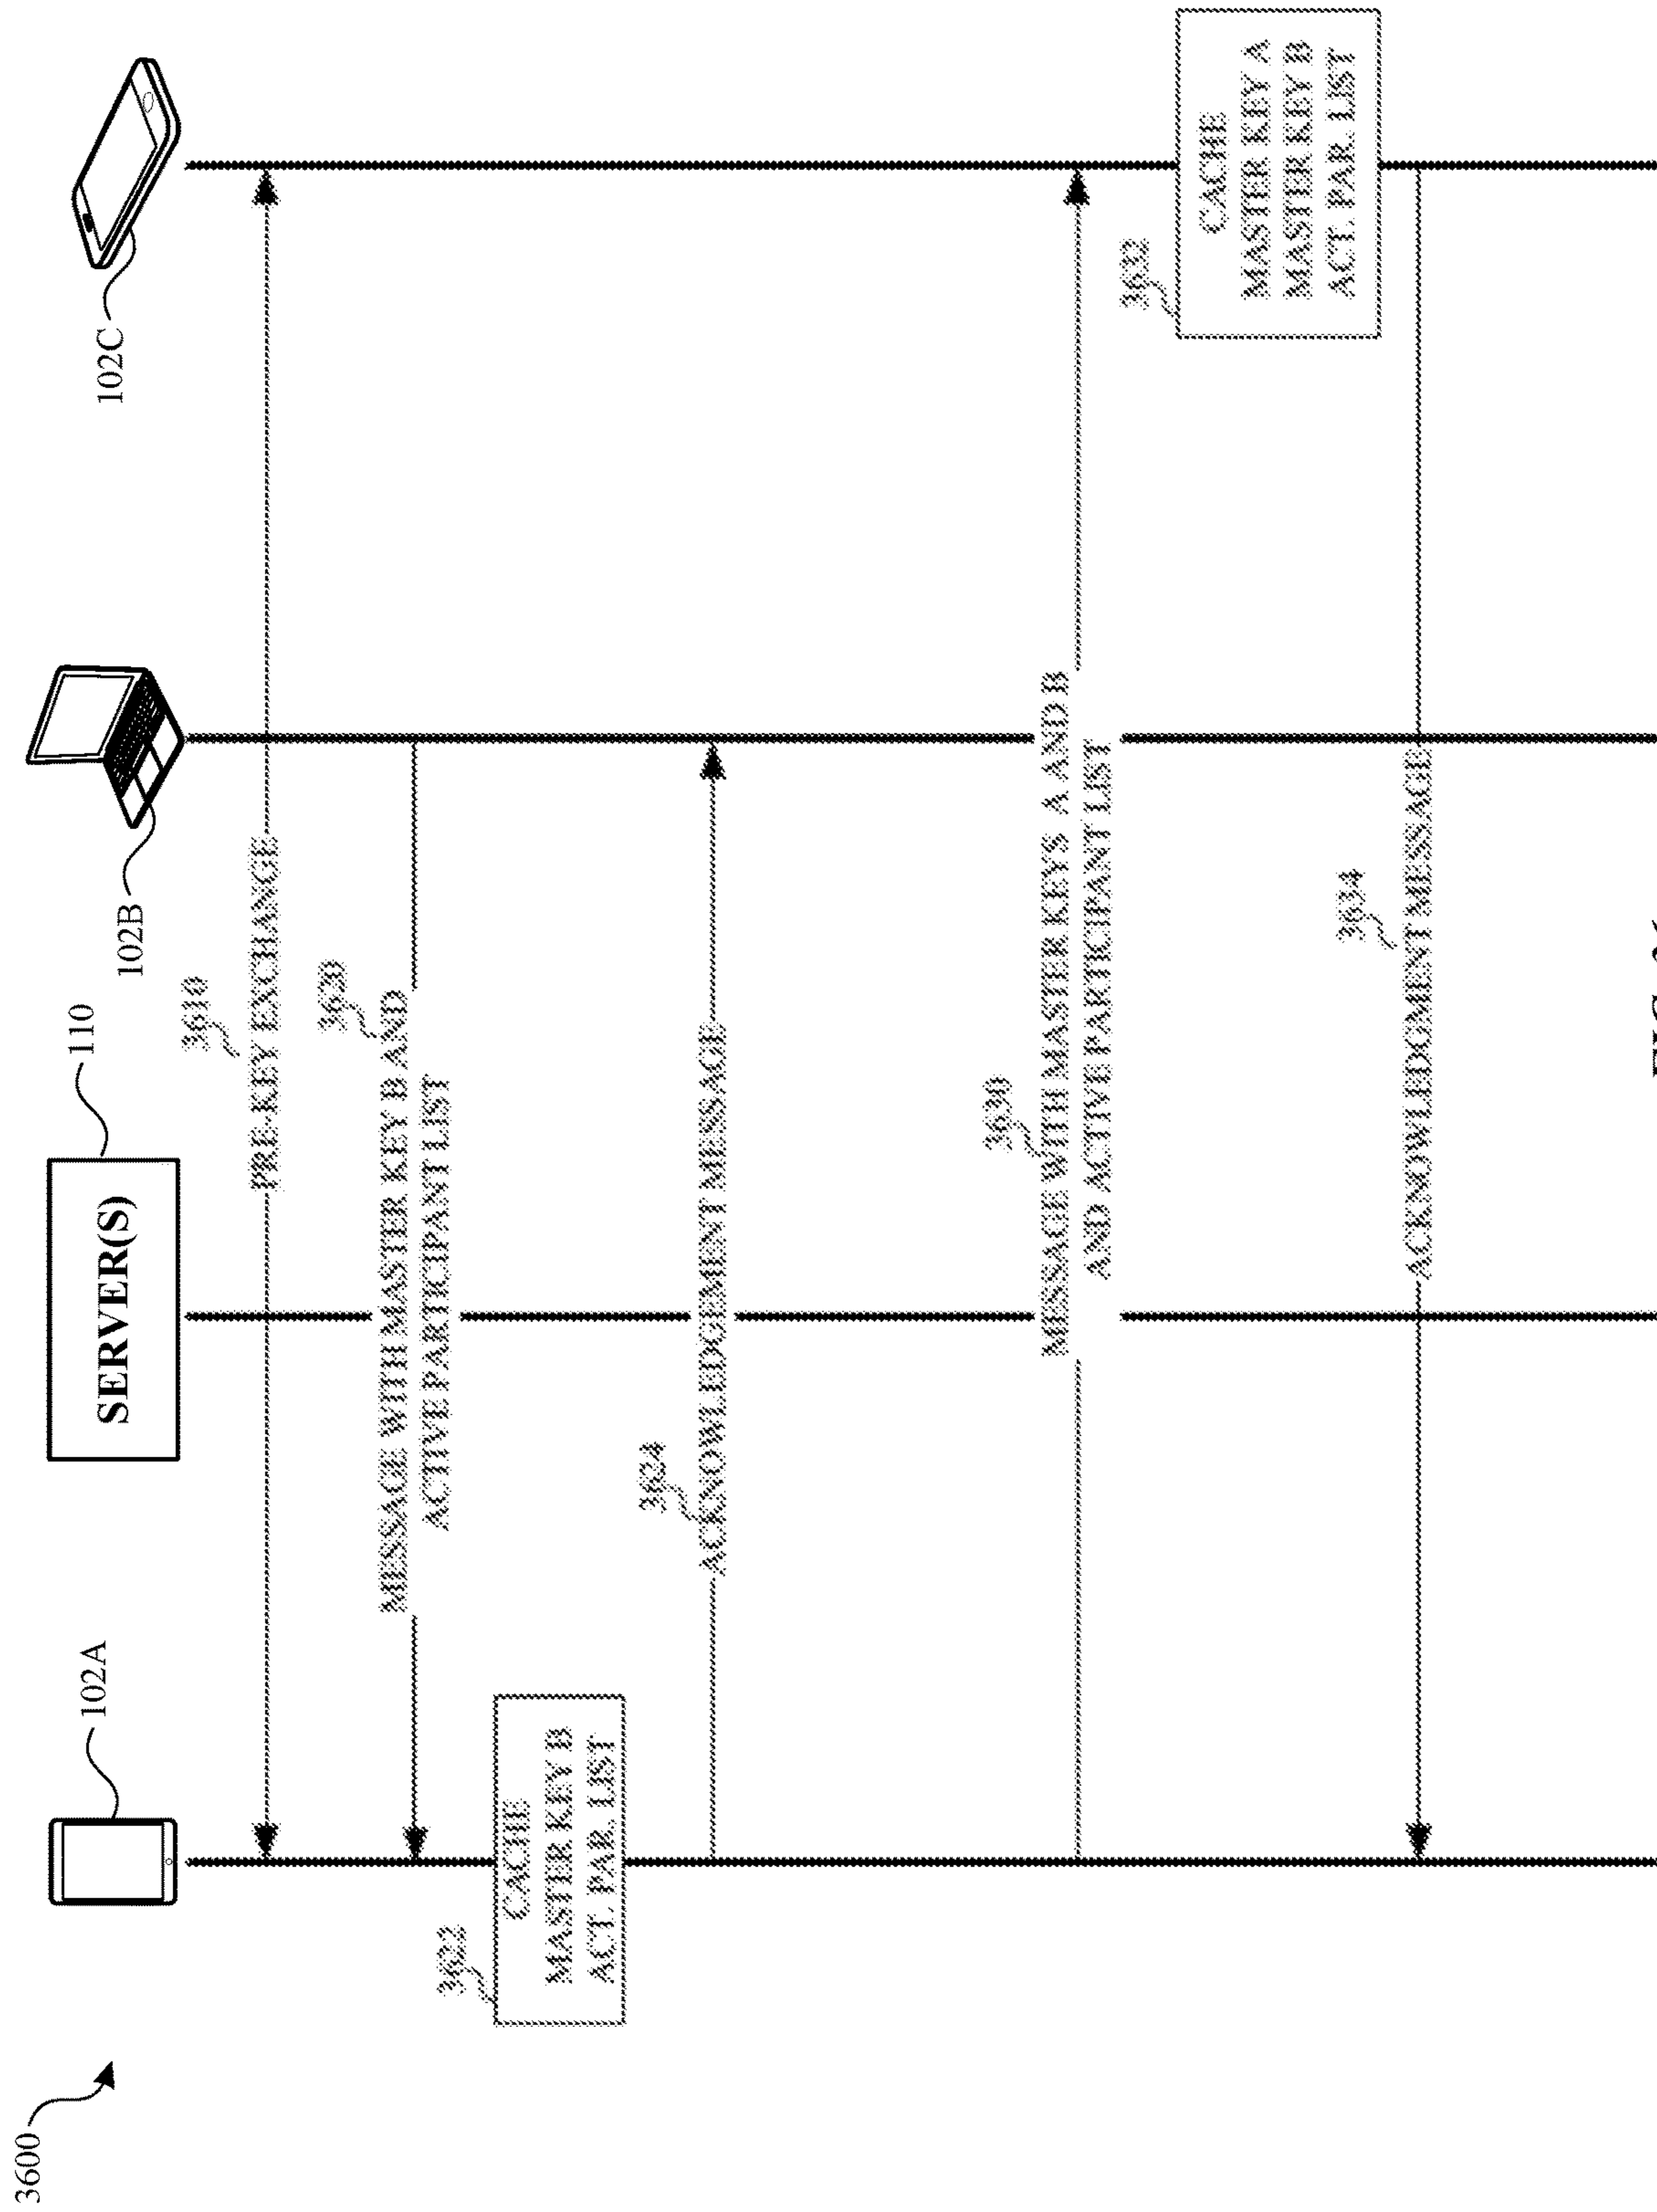 3600
102A
SERVER(S)
110
102B
102C
3610
PRE-KEY EXCHANGE
3620
MESSAGE WITH MASTER KEY B AND
ACTIVE PARTICIPANT LIST
3622
CACHE
MASTER KEY B
ACT. PAR. LIST
3624
ACKNOWLEDGEMENT MESSAGE
3630
MESSAGE WITH MASTER KEYS A AND B
AND ACTIVE PARTICIPANT LIST
3632
CACHE
MASTER KEY A
MASTER KEY B
ACT. PAR. LIST
3634
ACKNOWLEDGMENT MESSAGE